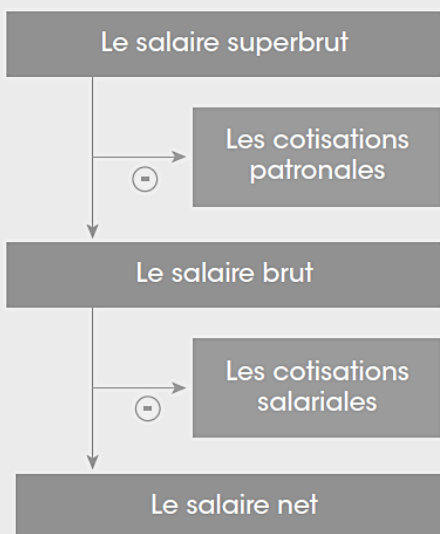 Le salaire superbrut
Les cotisations
patronales
-
Le salaire brut
Les cotisations
salariales
-
Le salaire net